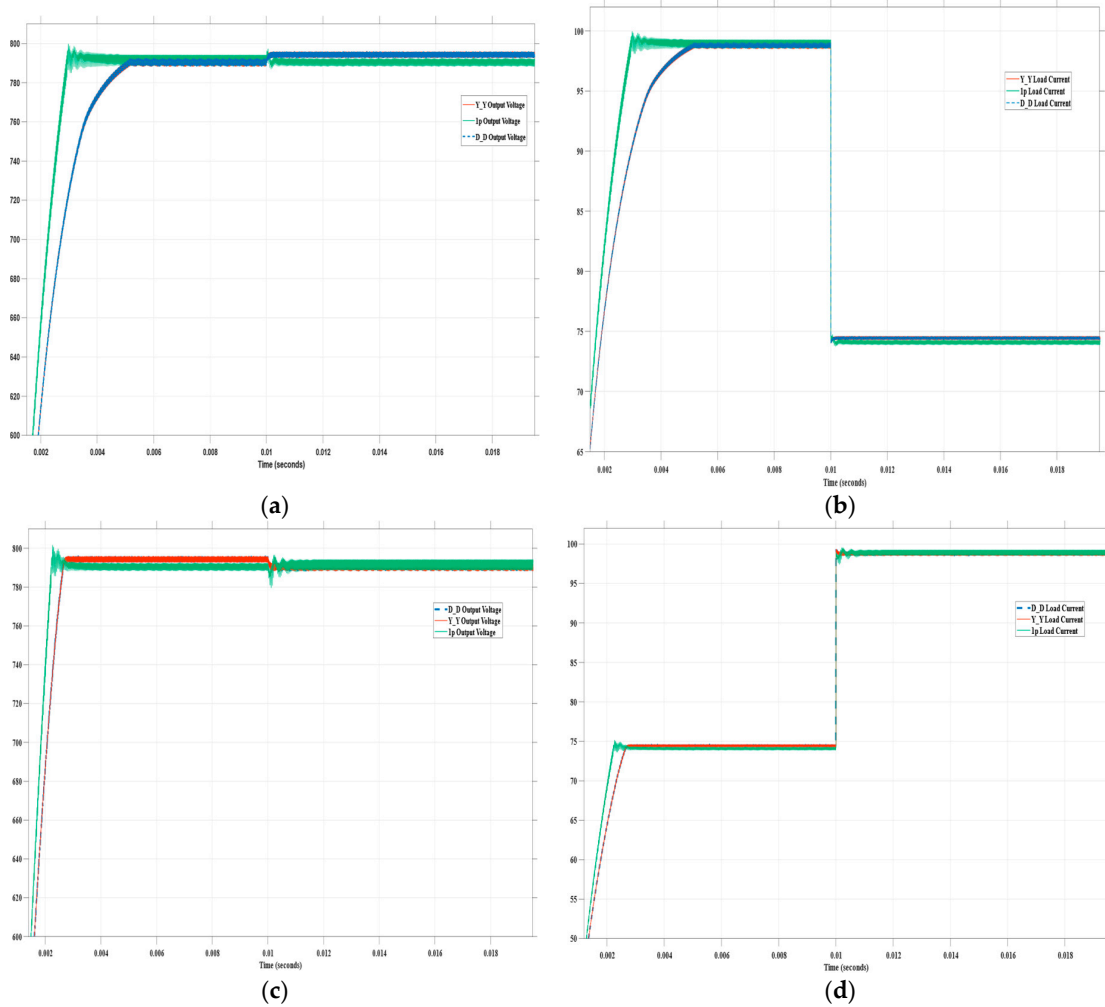 800
780
760
740
720
700
680
660
640
620
600
0.002 0.004 0.006 0.008 0.01 0.012 0.014 0.016 0.018
Time (seconds)
Y_Y Output Voltage
1p Output Voltage
D_D Output Voltage
(a)
100
95
90
85
80
75
70
65
0.002 0.004 0.006 0.008 0.01 0.012 0.014 0.016 0.018
Time (seconds)
Y_Y Load Current
1p Load Current
D_D Load Current
(b)
800
780
760
740
720
700
680
660
640
620
600
0.002 0.004 0.006 0.008 0.01 0.012 0.014 0.016 0.018
Time (seconds)
D_D Output Voltage
Y_Y Output Voltage
1p Output Voltage
(c)
100
95
90
85
80
75
70
65
60
55
50
0.002 0.004 0.006 0.008 0.01 0.012 0.014 0.016 0.018
Time (seconds)
D_D Load Current
Y_Y Load Current
1p Load Current
(d)